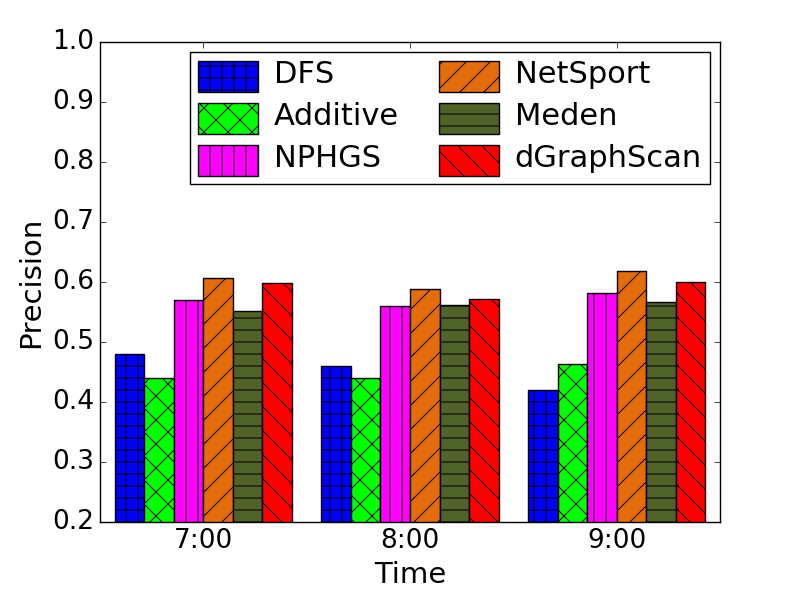 1.0
0.9
0.8
0.7
0.6
0.5
0.4
0.3
0.2
Precision
DFS
Additive
NPHGS
NetSport
Meden
dGraphScan
7:00
8:00
9:00
Time